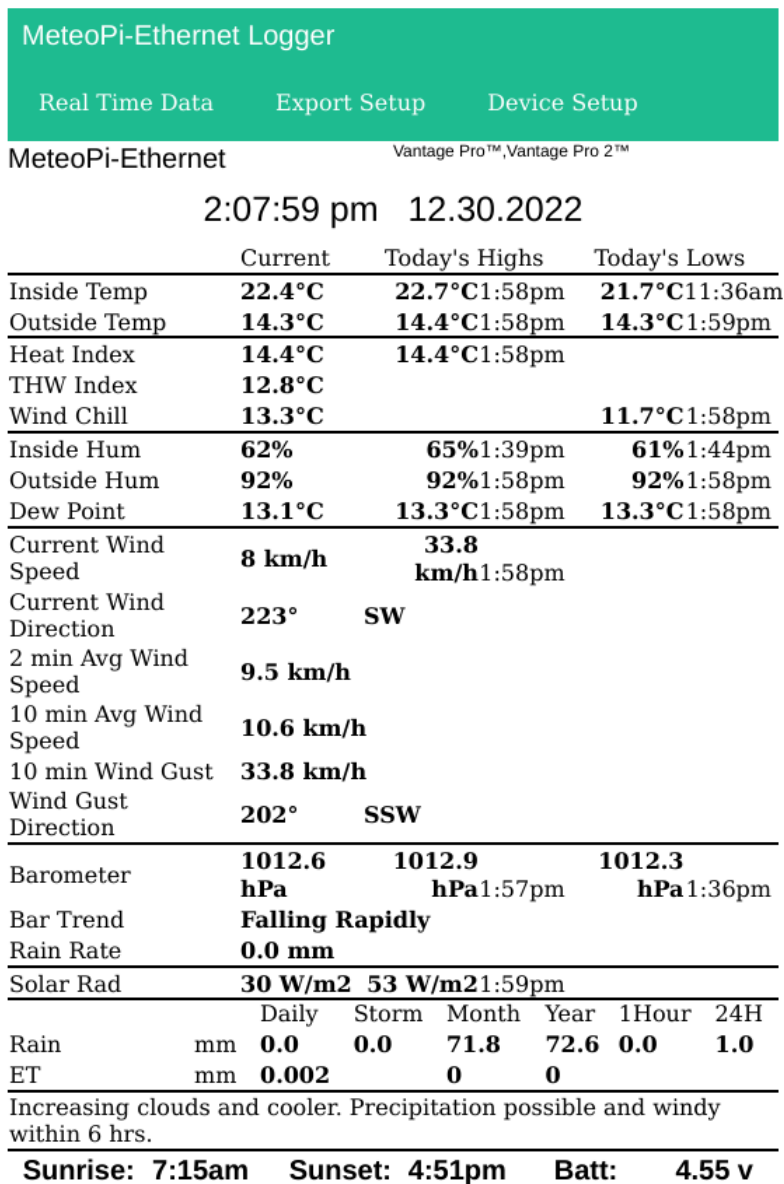 MeteoPi-Ethernet Logger
Real Time Data Export Setup Device Setup
MeteoPi-Ethernet Vantage Pro™,Vantage Pro 2™
2:07:59 pm 12.30.2022
Current Today's Highs Today's Lows
Inside Temp 22.4°C 22.7°C1:58pm 21.7°C11:36am
Outside Temp 14.3°C 14.4°C1:58pm 14.3°C1:59pm
Heat Index 14.4°C 14.4°C1:58pm
THW Index 12.8°C
Wind Chill 13.3°C 11.7°C1:58pm
Inside Hum 62% 65%1:39pm 61%1:44pm
Outside Hum 92% 92%1:58pm 92%1:58pm
Dew Point 13.1°C 13.3°C1:58pm 13.3°C1:58pm
Current Wind
Speed 8 km/h 33.8
km/h1:58pm
Current Wind
Direction 223° SW
2 min Avg Wind
Speed 9.5 km/h
10 min Avg Wind
Speed 10.6 km/h
10 min Wind Gust 33.8 km/h
Wind Gust
Direction 202° SSW
Barometer 1012.6 1012.9 1012.3
hPa hPa1:57pm hPa1:36pm
Bar Trend Falling Rapidly
Rain Rate 0.0 mm
Solar Rad 30 W/m2 53 W/m21:59pm
Daily Storm Month Year 1Hour 24H
Rain mm 0.0 0.0 71.8 72.6 0.0 1.0
ET mm 0.002 0 0
Increasing clouds and cooler. Precipitation possible and windy
within 6 hrs.
Sunrise: 7:15am Sunset: 4:51pm Batt: 4.55 v